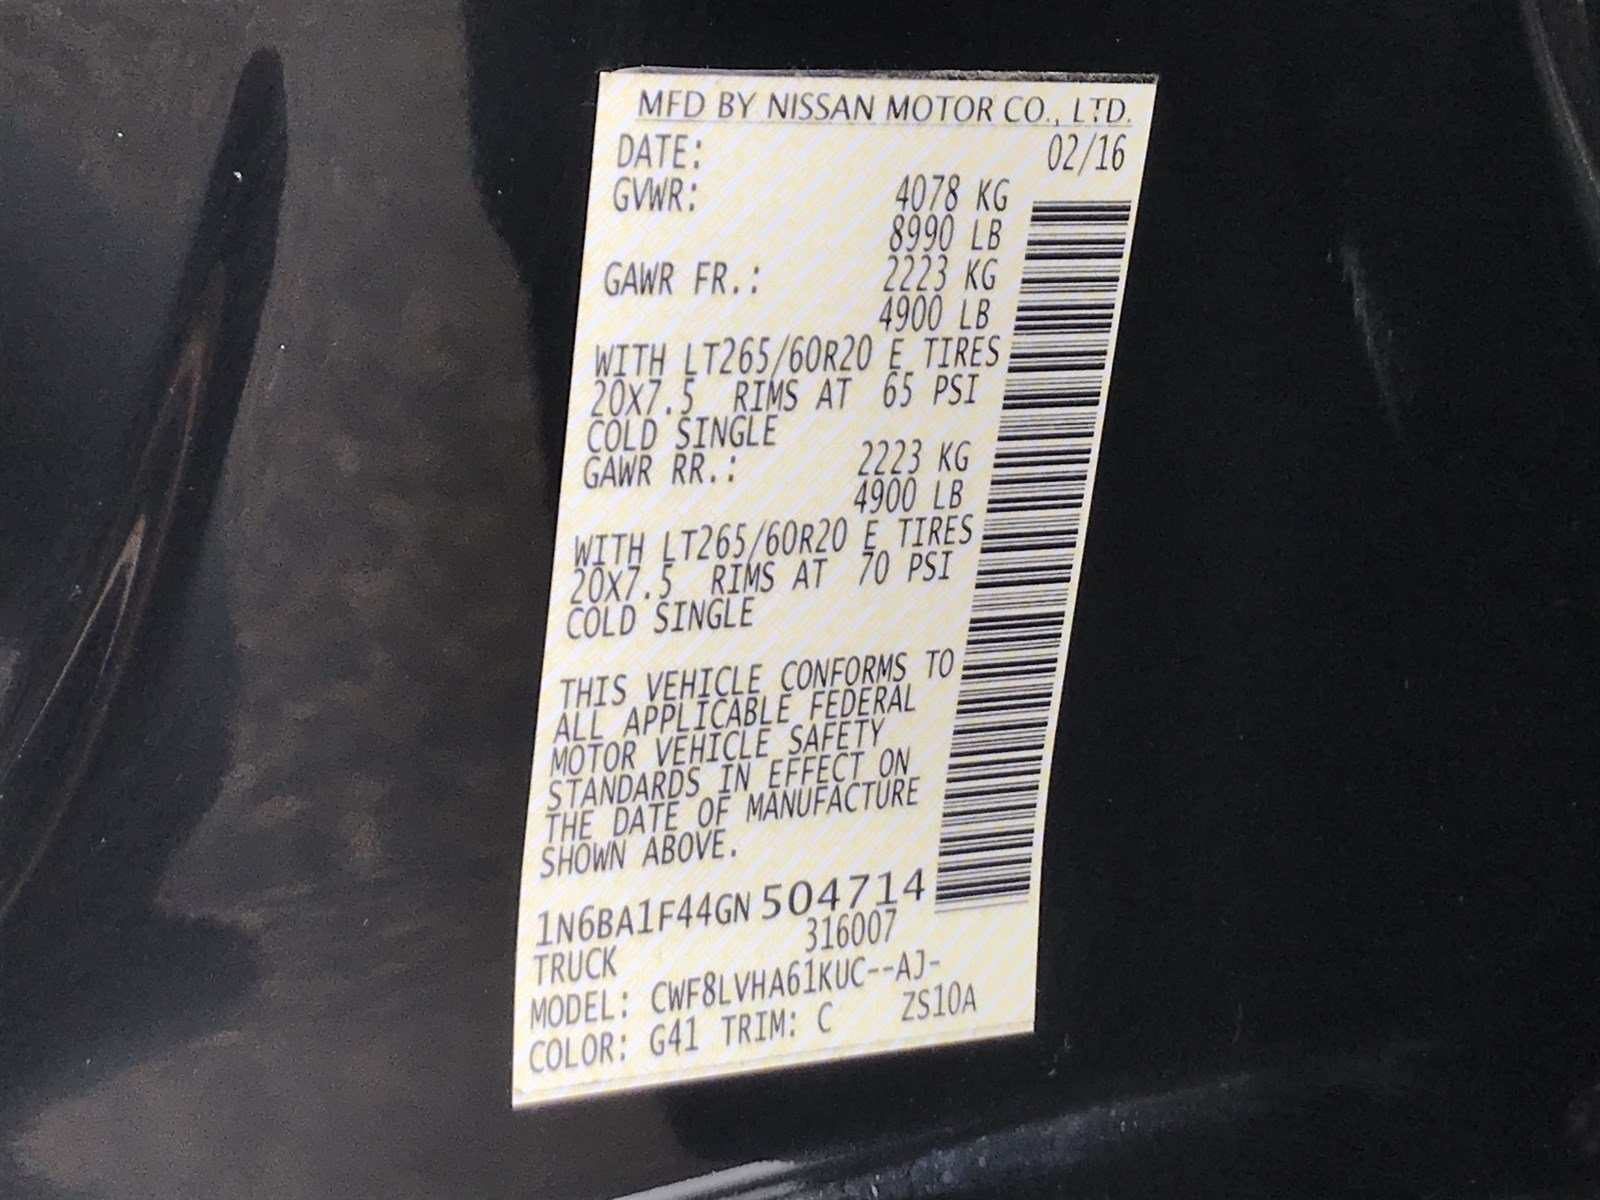 MFD BY NISSAN MOTOR CO., LTD.
DATE: 02/16
GVWR: 4078 KG
8990 LB
GAWR FR.: 2223 KG
4900 LB
WITH LT265/60R20 E TIRES
20X7.5 RIMS AT 65 PSI
COLD SINGLE
GAWR RR.: 2223 KG
4900 LB
WITH LT265/60R20 E TIRES
20X7.5 RIMS AT 70 PSI
COLD SINGLE
THIS VEHICLE CONFORMS TO
ALL APPLICABLE FEDERAL
MOTOR VEHICLE SAFETY
STANDARDS IN EFFECT ON
THE DATE OF MANUFACTURE
SHOWN ABOVE.
1N6BA1F44GN504714
TRUCK 316007
MODEL: CWF8LVHA61KUC--AJ-
COLOR: G41 TRIM: C ZS10A